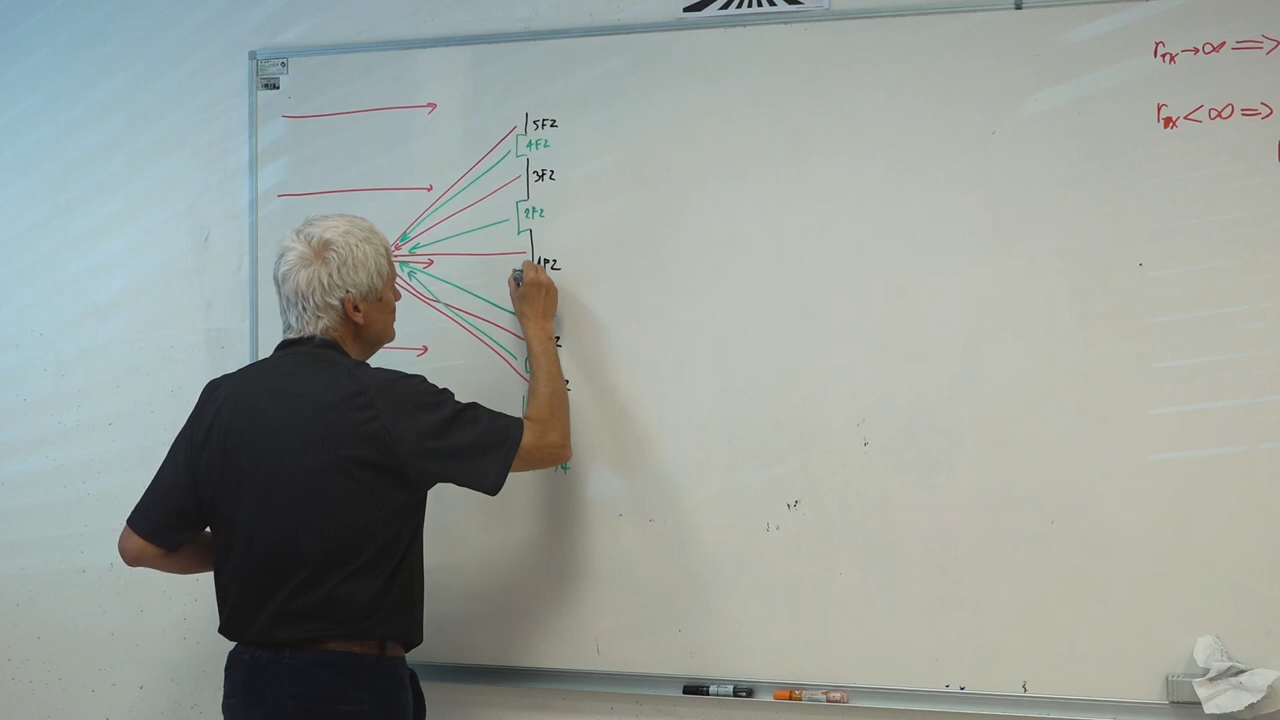 r_TX→∞ =>
r_TX<∞ =>
5FZ
4FZ
3FZ
2FZ
1FZ